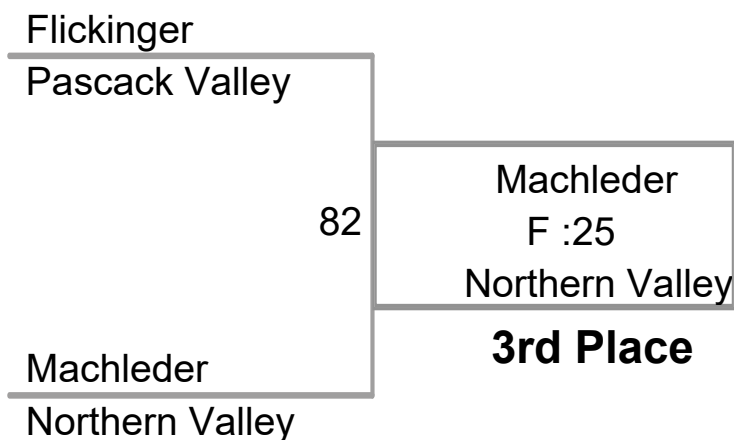 Flickinger
Pascack Valley
82
Machleder
F :25
Northern Valley
3rd Place
Machleder
Northern Valley